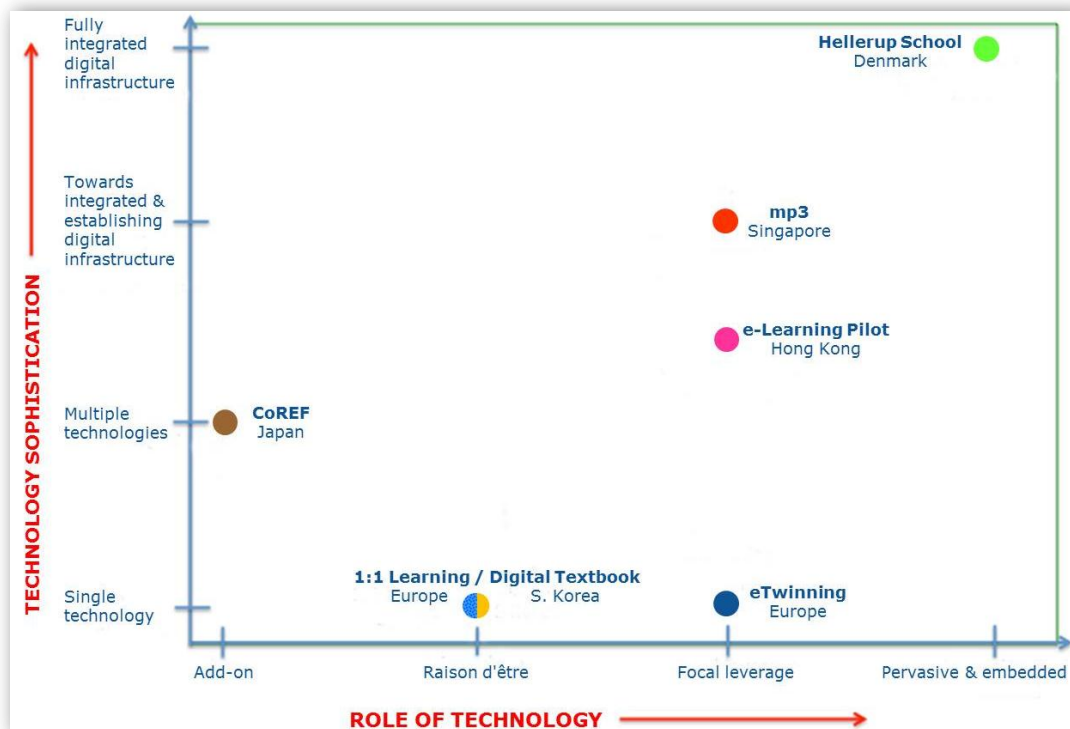 Fully
integrated
digital
infrastructure
Hellerup School
Denmark
Towards
integrated &
establishing
digital
infrastructure
mp3
Singapore
e-Learning Pilot
Hong Kong
Multiple
technologies
CoREF
Japan
1:1 Learning / Digital Textbook
Europe S. Korea
eTwinning
Europe
Single
technology
Add-on
Raison d'être
Focal leverage
Pervasive & embedded
TECHNOLOGY SOPHISTICATION
ROLE OF TECHNOLOGY